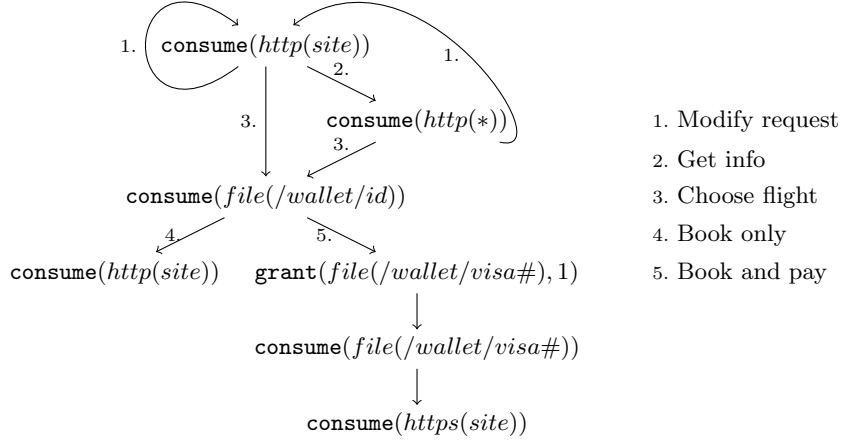 1. consume(http(site)) 1.
2.
3. consume(http(∗)) 1. Modify request
3. 2. Get info
consume(file(/wallet/id)) 3. Choose flight
4. 5. 4. Book only
consume(http(site)) grant(file(/wallet/visa#), 1) 5. Book and pay
consume(file(/wallet/visa#))
consume(https(site))